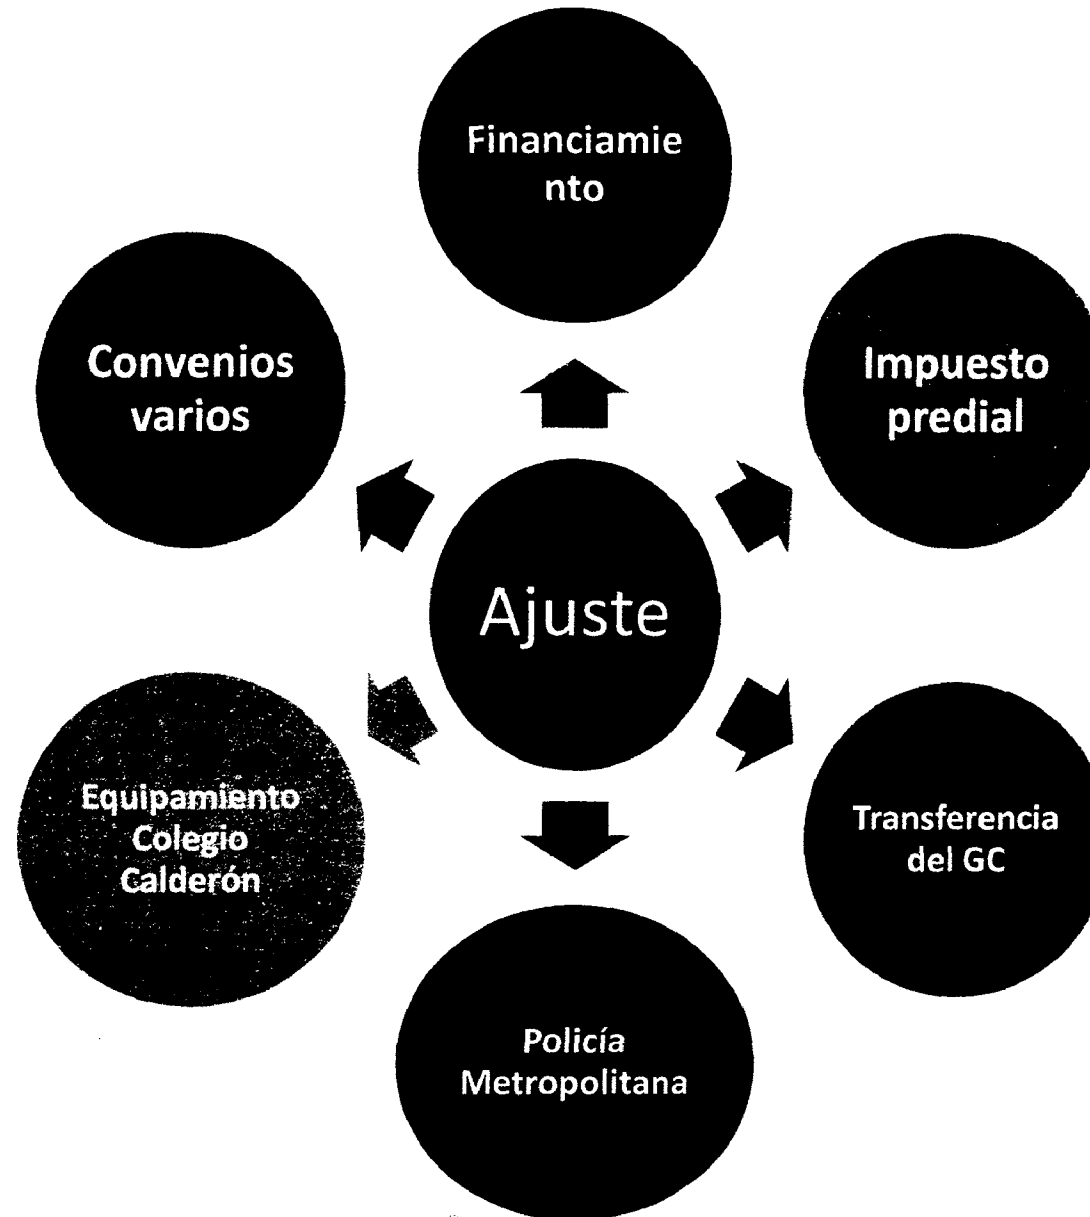 Financiamie
nto
Convenios
varios
Impuesto
predial
Ajuste
Equipamiento
Colegio
Calderón
Transferencia
del GC
Policía
Metropolitana